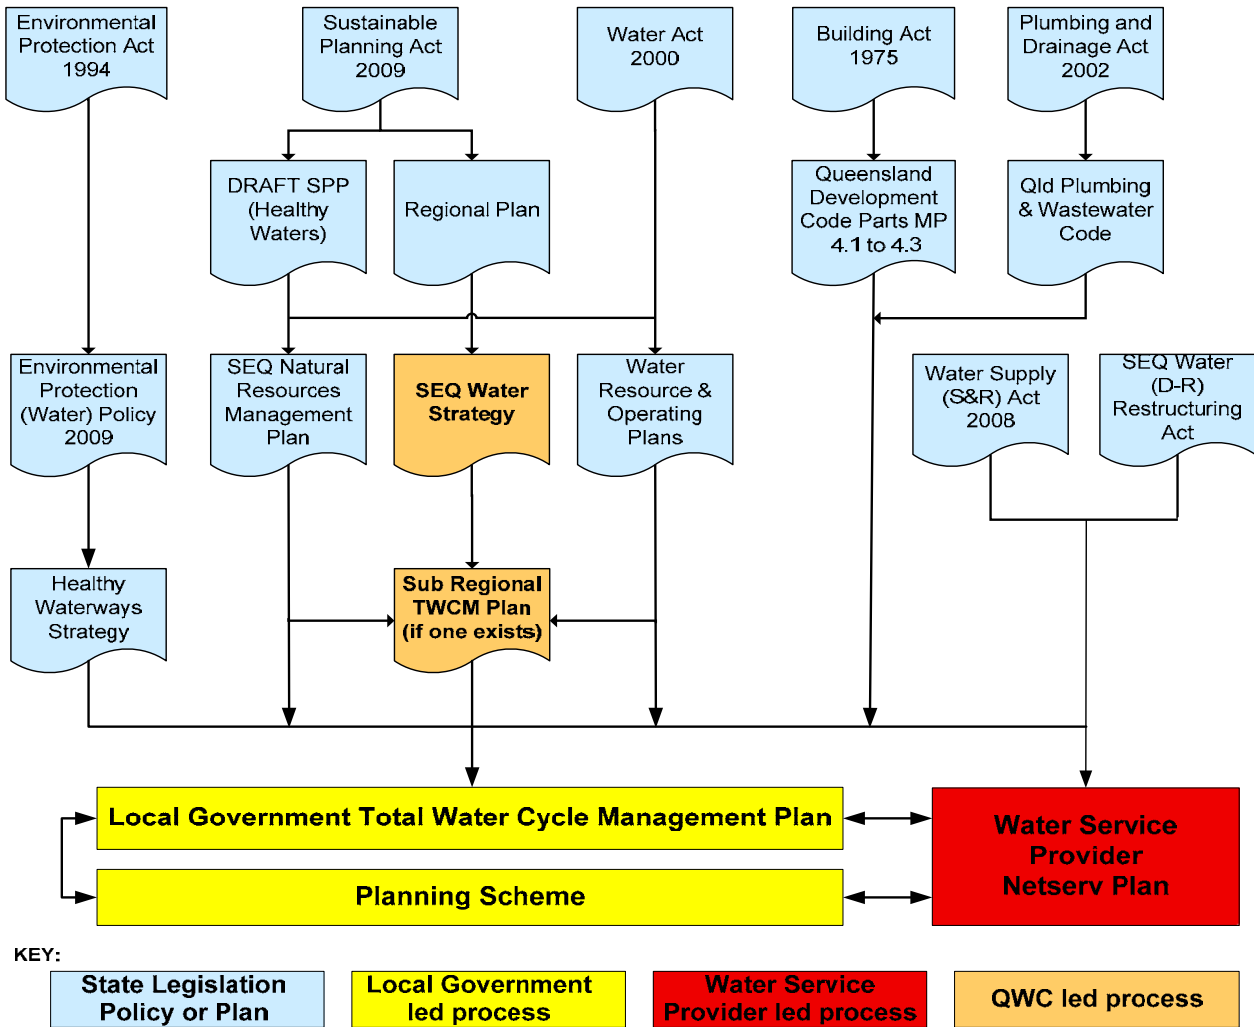 Environmental
Protection Act
1994
Sustainable
Planning Act
2009
Water Act
2000
Building Act
1975
Plumbing and
Drainage Act
2002
DRAFT SPP
(Healthy
Waters)
Regional Plan
Queensland
Development
Code Parts MP
4.1 to 4.3
Qld Plumbing
& Wastewater
Code
Environmental
Protection
(Water) Policy
2009
SEQ Natural
Resources
Management
Plan
SEQ Water
Strategy
Water
Resource &
Operating
Plans
Water Supply
(S&R) Act
2008
SEQ Water
(D-R)
Restructuring
Act
Healthy
Waterways
Strategy
Sub Regional
TWCM Plan
(if one exists)
Local Government Total Water Cycle Management Plan
Planning Scheme
Water Service
Provider
Netserv Plan
KEY:
State Legislation
Policy or Plan
Local Government
led process
Water Service
Provider led process
QWC led process